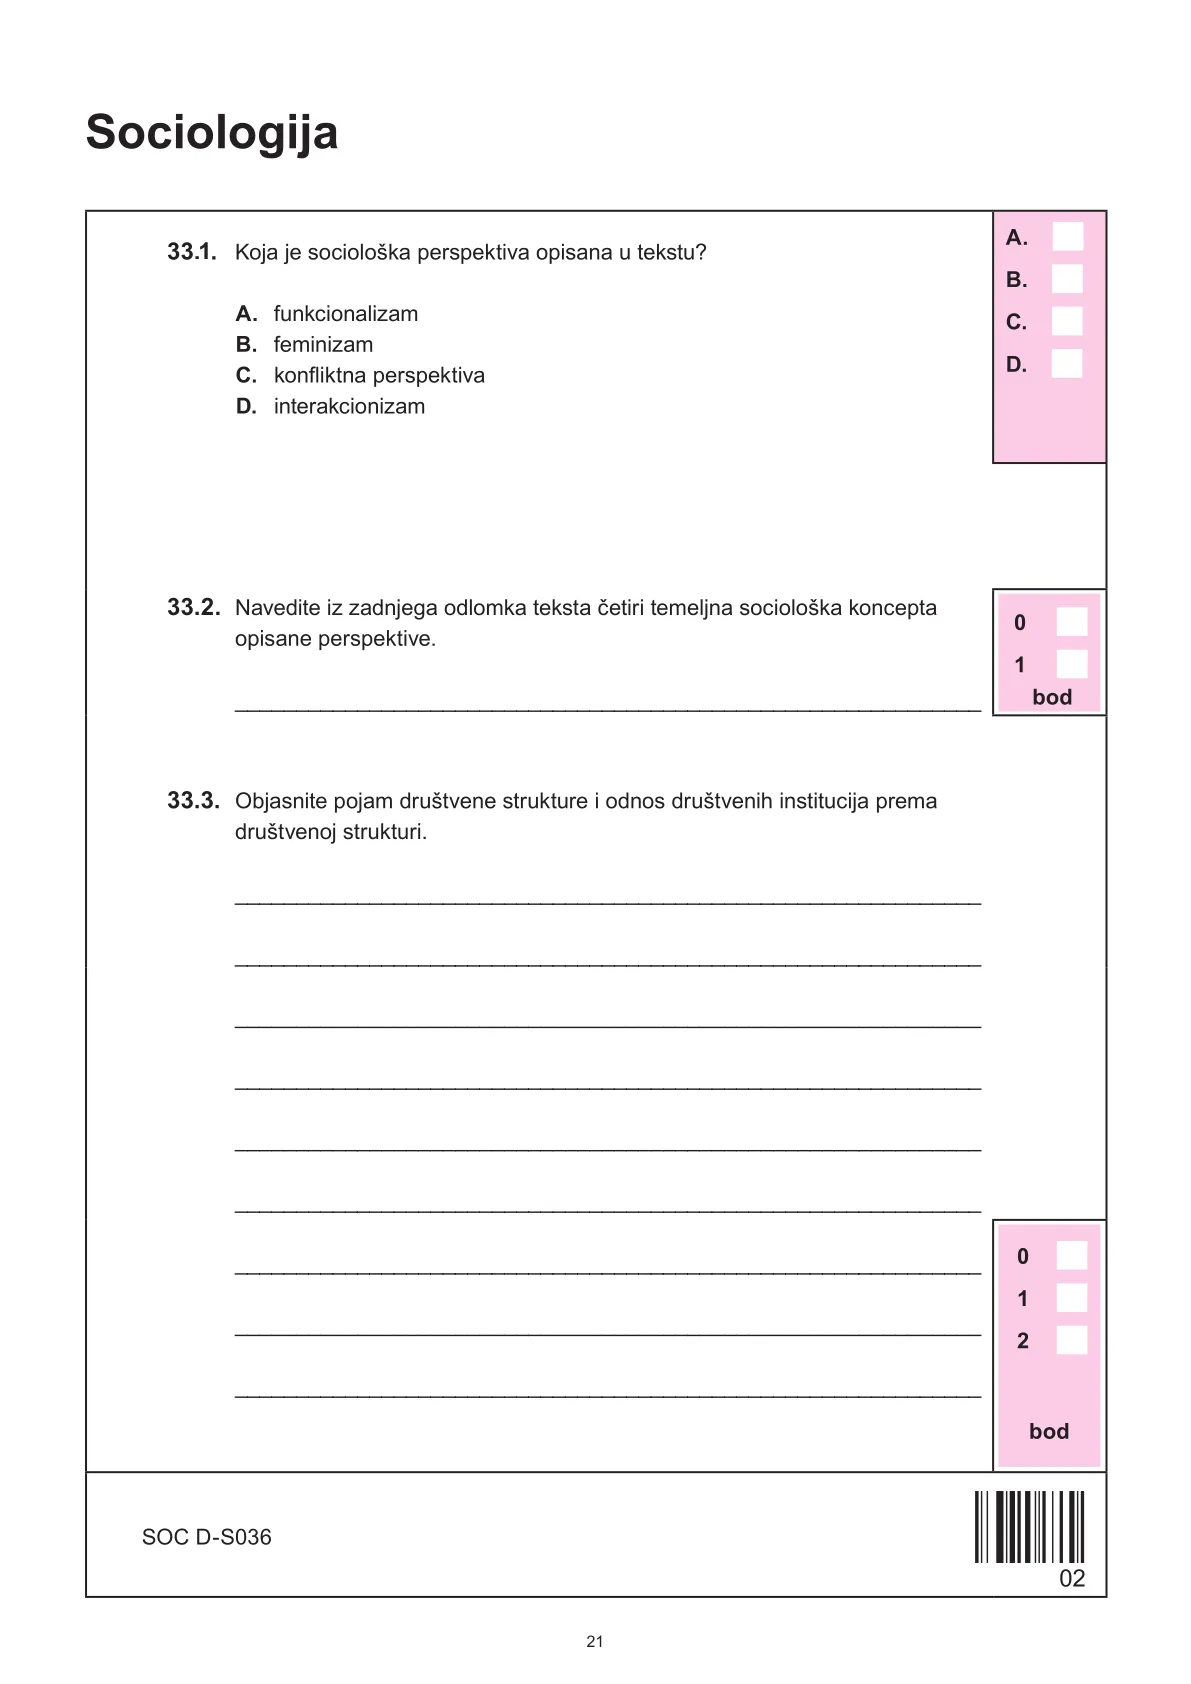 Sociologija
33.1. Koja je sociološka perspektiva opisana u tekstu?
A. funkcionalizam
B. feminizam
C. konfliktna perspektiva
D. interakcionizam
A.
B.
C.
D.
33.2. Navedite iz zadnjega odlomka teksta četiri temeljna sociološka koncepta
opisane perspektive.
0
1
bod
33.3. Objasnite pojam društvene strukture i odnos društvenih institucija prema
društvenoj strukturi.
0
1
2
bod
SOC D-S036
02
21